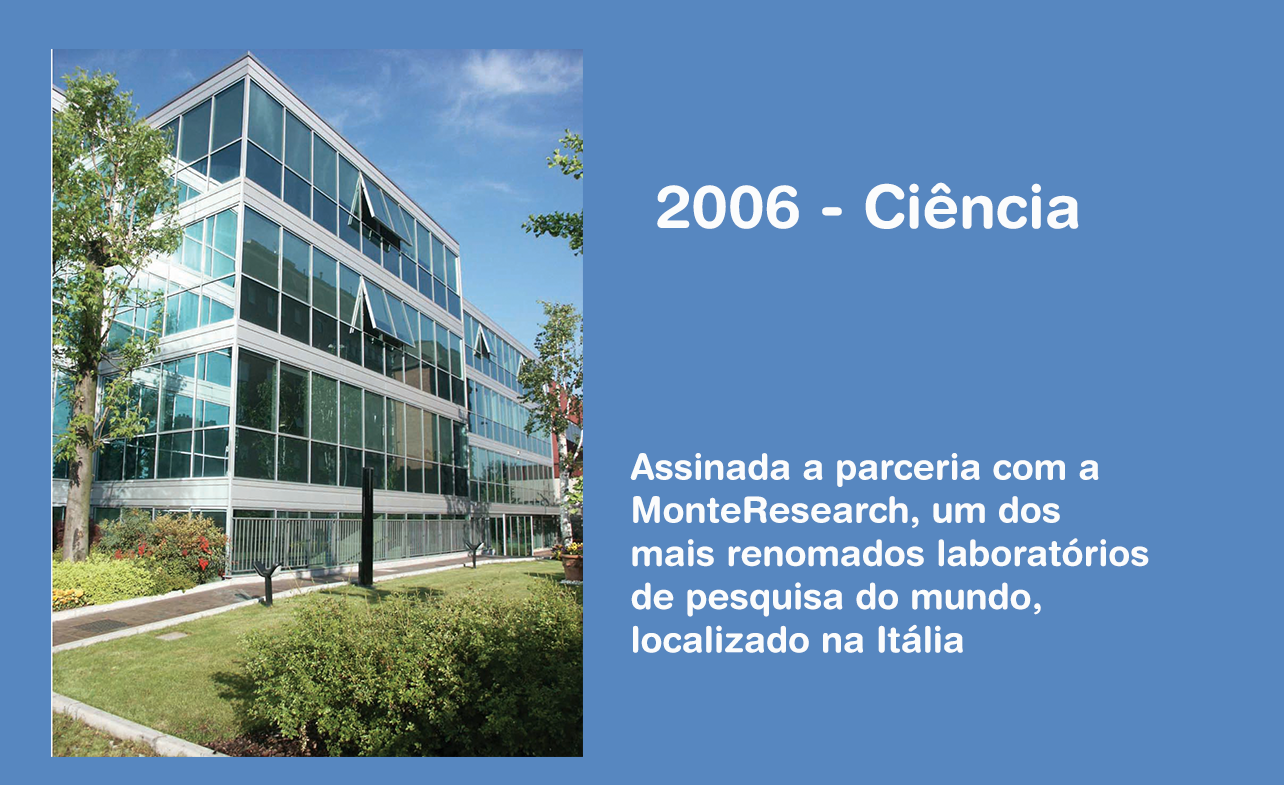 2006 - Ciência
Assinada a parceria com a
MonteResearch, um dos
mais renomados laboratórios
de pesquisa do mundo,
localizado na Itália